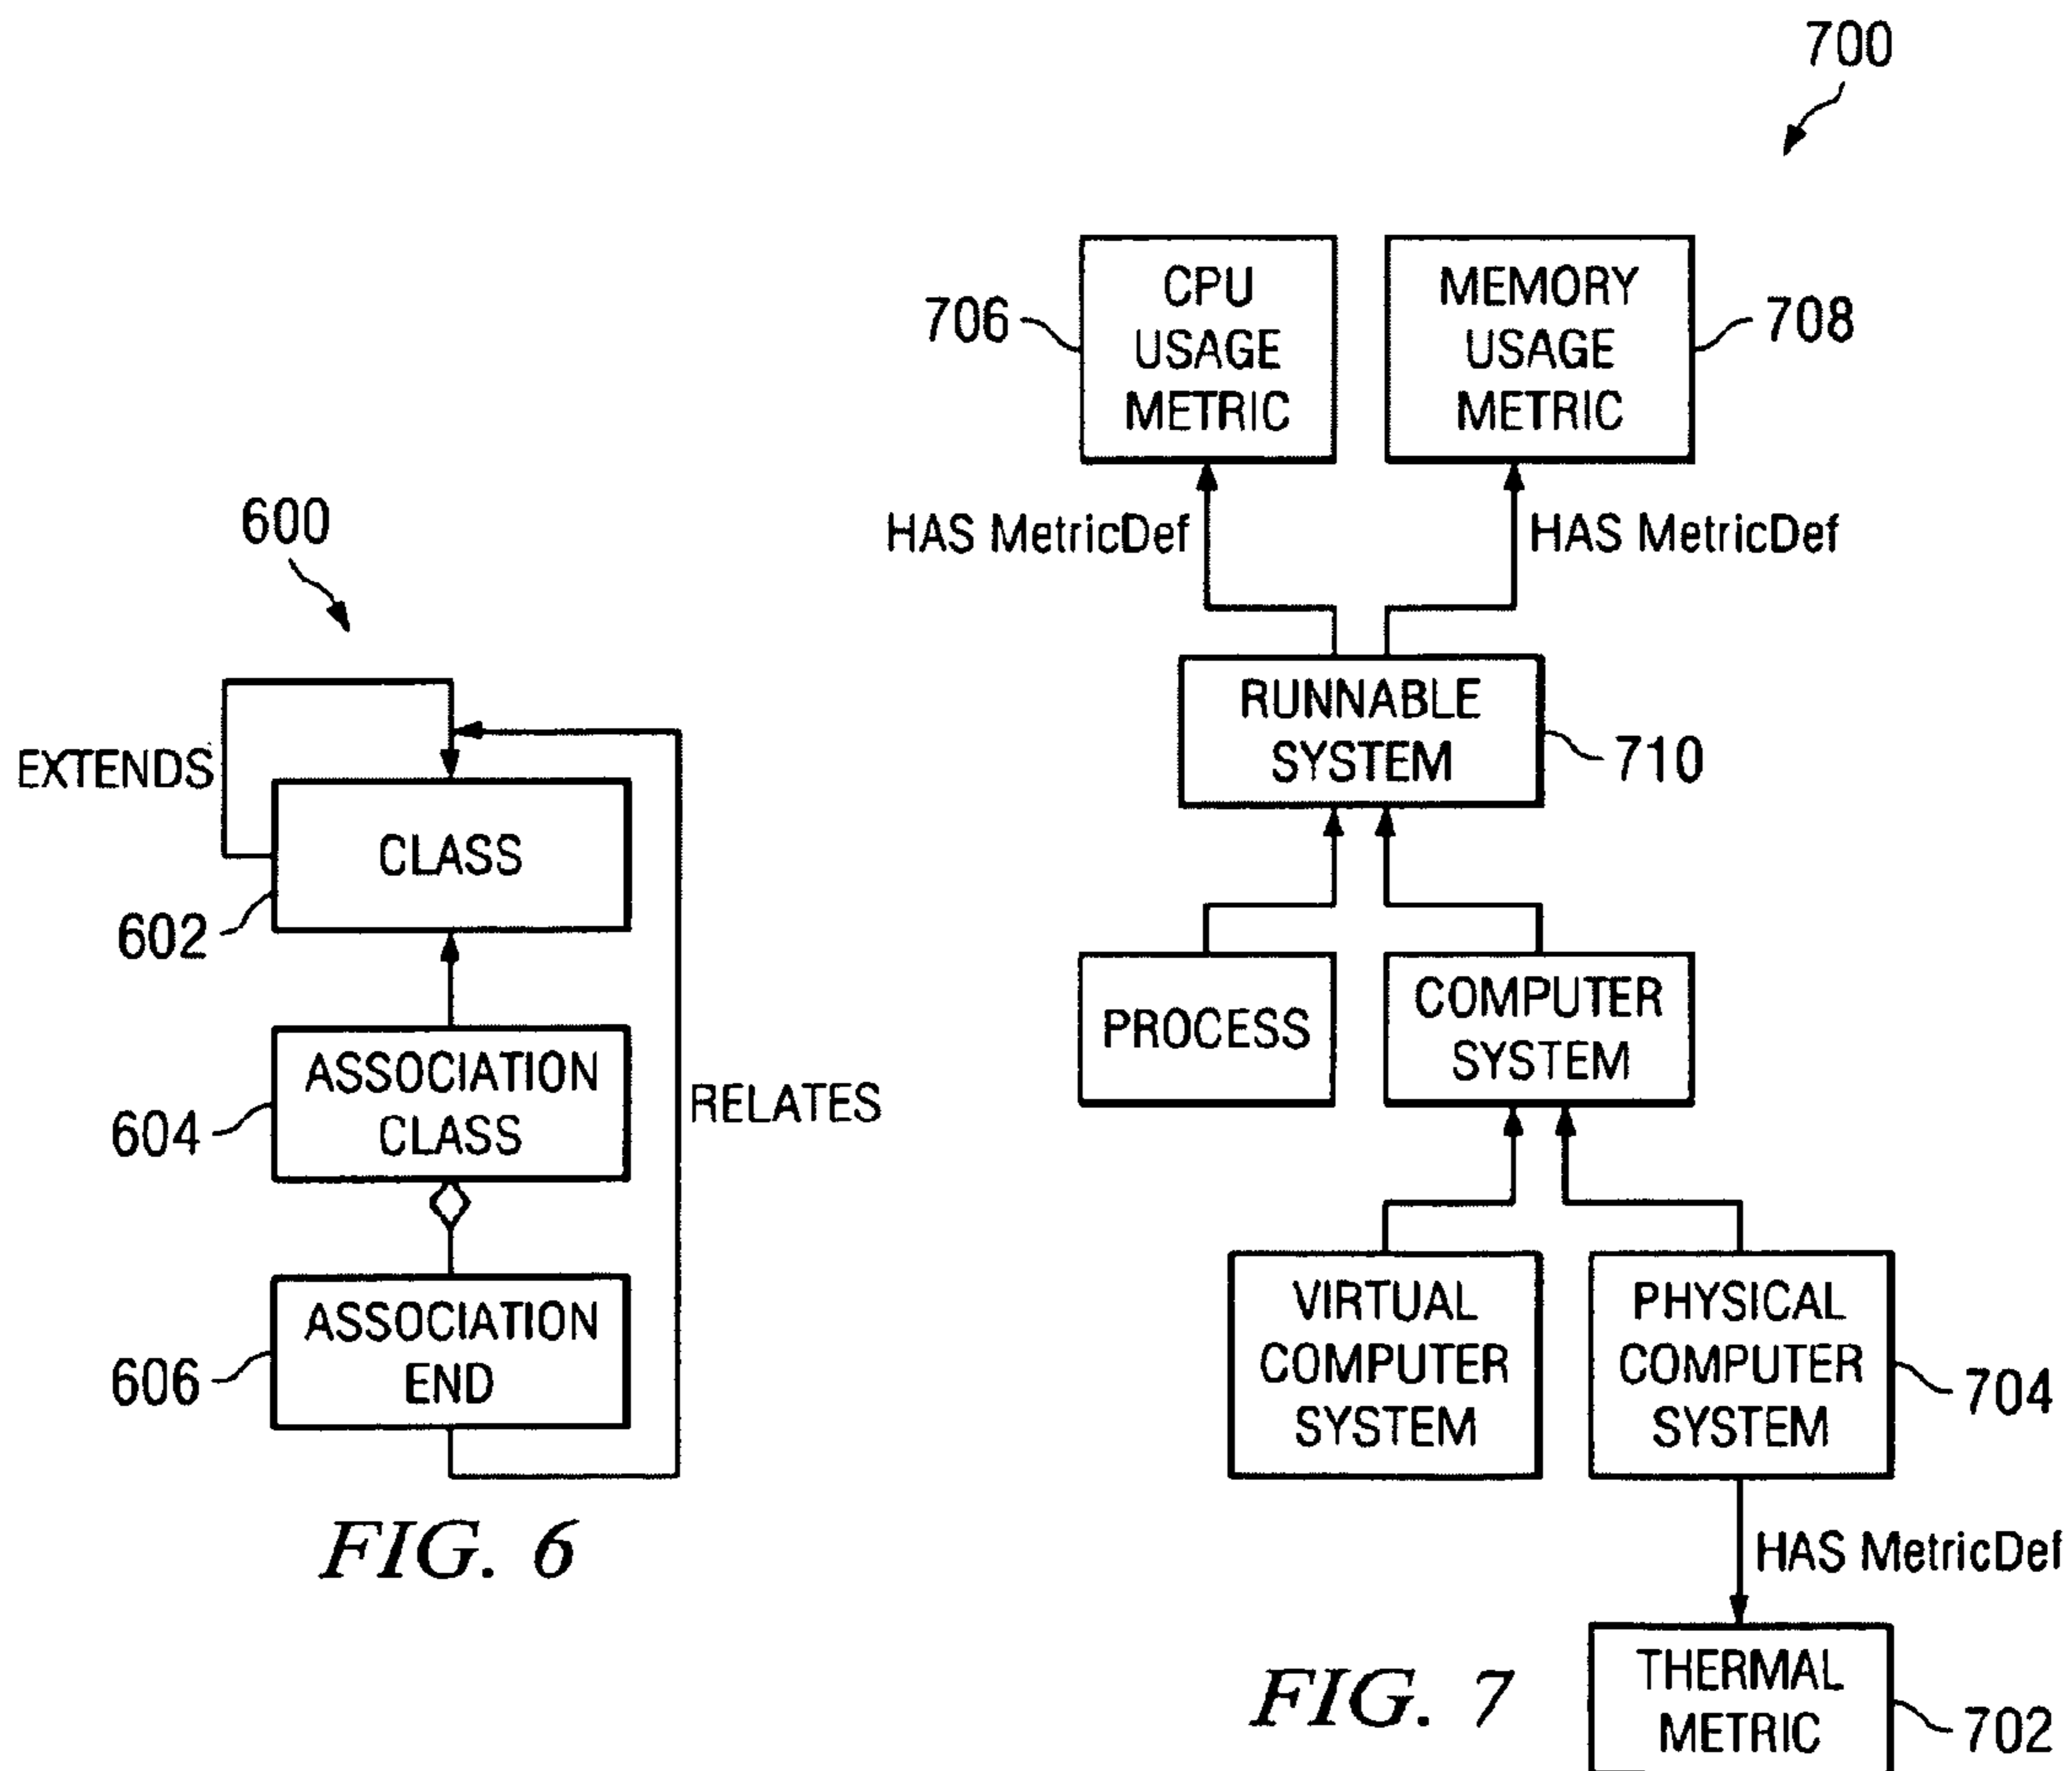 600
EXTENDS
CLASS
602
ASSOCIATION
CLASS
604
RELATES
ASSOCIATION
END
606
FIG. 6
700
CPU
USAGE
METRIC
706
MEMORY
USAGE
METRIC
708
HAS MetricDef
HAS MetricDef
RUNNABLE
SYSTEM
710
PROCESS
COMPUTER
SYSTEM
VIRTUAL
COMPUTER
SYSTEM
PHYSICAL
COMPUTER
SYSTEM
704
HAS MetricDef
THERMAL
METRIC
702
FIG. 7